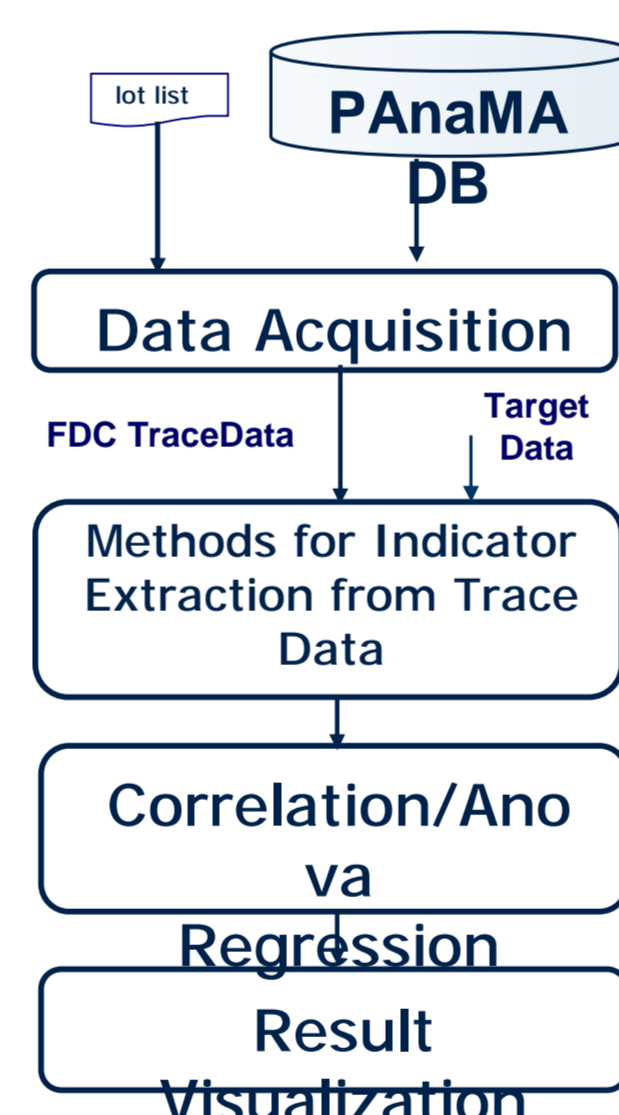 lot list
PAnaMA
DB
Data Acquisition
FDC TraceData
Target
Data
Methods for Indicator
Extraction from Trace
Data
Correlation/Ano
va
Regression
Result
Visualization